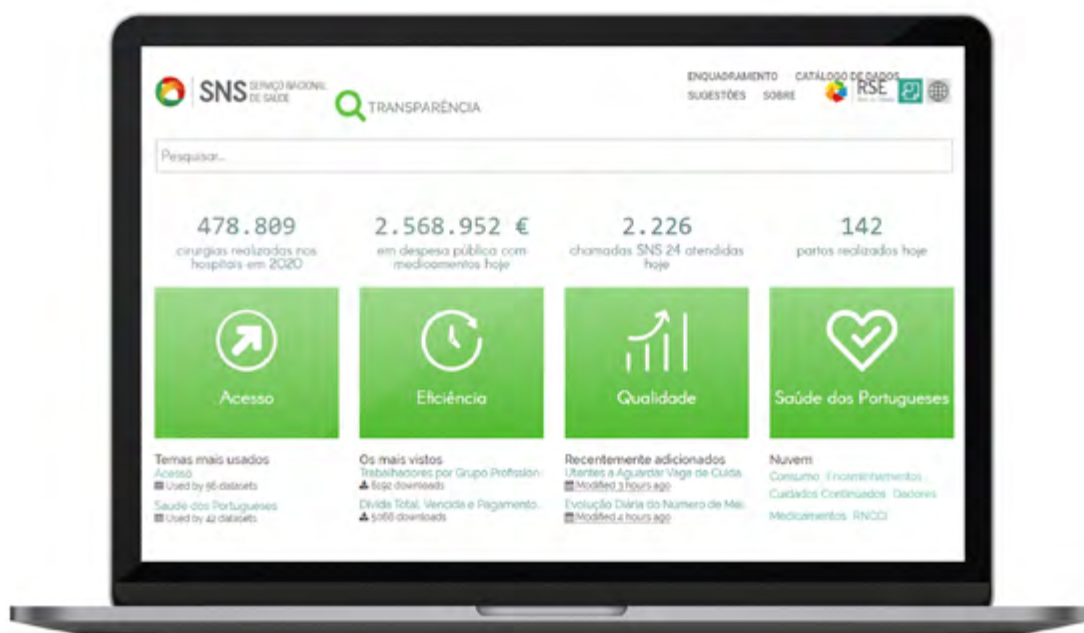 SNS
SERVIÇO NACIONAL
DE SAÚDE
TRANSPARÊNCIA
ENQUADRAMENTO CATÁLOGO DE DADOS
SUGESTÕES SOBRE
RSE
Pesquisar...
478.809
cirurgias realizadas nos
hospitais em 2020
2.568.952 €
em despesa pública com
medicamentos hoje
2.226
chamadas SNS 24 atendidas
hoje
142
partos realizados hoje
Acesso
Eficiência
Qualidade
Saúde dos Portugueses
Temas mais usados
Acesso
Used by 56 datasets
Saúde dos Portugueses
Used by 42 datasets
Os mais vistos
Trabalhadores por Grupo Profission
6192 downloads
Dívida Total, Vencida e Pagamento...
5066 downloads
Recentemente adicionados
Utentes a Aguardar Vaga de Cuida
Modified 3 hours ago
Evolução Diária do Número de Méi
Modified 4 hours ago
Nuvem
Consumo Encaminhamentos
Cuidados Continuados Dadores
Medicamentos RNCCI